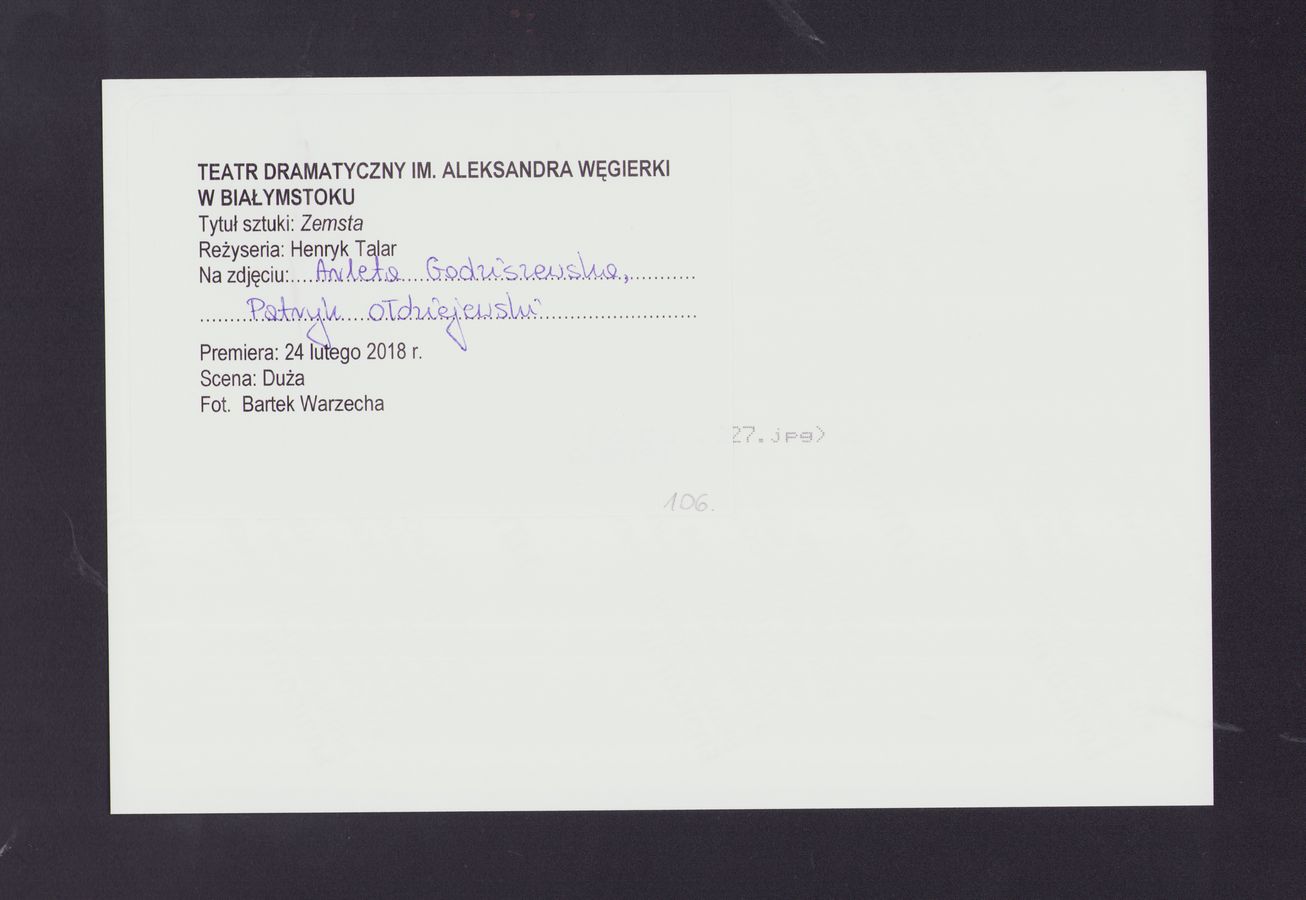 TEATR DRAMATYCZNY IM. ALEKSANDRA WĘGIERKI
W BIAŁYMSTOKU
Tytuł sztuki: Zemsta
Reżyseria: Henryk Talar
Na zdjęciu:.... Arleta Godziszewska, ..........
Patryk Ołdziejewski
Premiera: 24 lutego 2018 r.
Scena: Duża
Fot. Bartek Warzecha
27.jpg)
106.